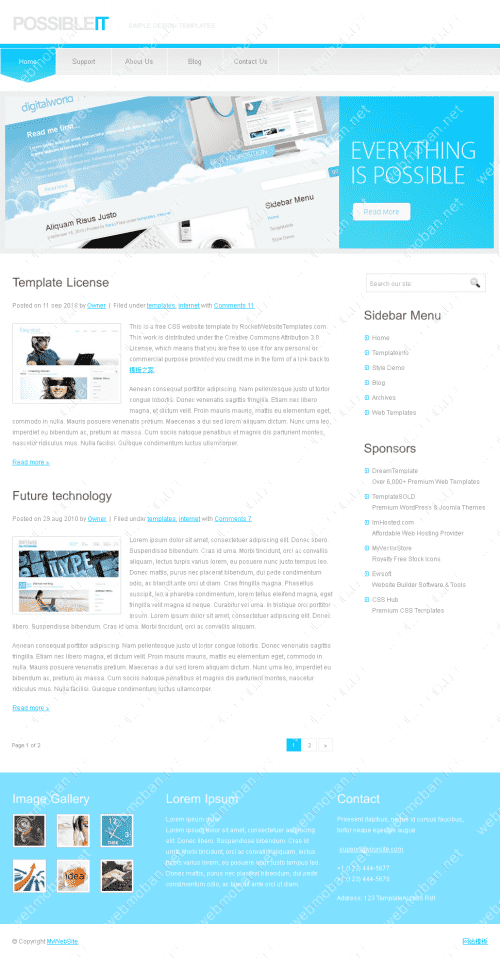 POSSIBLEIT
SIMPLE DESIGN TEMPLATES
Home
Support
About Us
Blog
Contact Us
digitalworld
Read me first...
Aliquam Risus Justo
Sidebar Menu
EVERYTHING
IS POSSIBLE
Read More
Template License
Posted on 11 sep 2010 by Owner | Filed under templates, internet with Comments 11
This is a free CSS website template by RocketWebsiteTemplates.com.
This work is distributed under the Creative Commons Attribution 3.0
License, which means that you are free to use it for any personal or
commercial purpose provided you credit me in the form of a link back to
模板之家.
Aenean consequat porttitor adipiscing. Nam pellentesque justo ut tortor
congue lobortis. Donec venenatis sagittis fringilla. Etiam nec libero
magna, et dictum velit. Proin mauris mauris, mattis eu elementum eget,
commodo in nulla. Mauris posuere venenatis pretium. Maecenas a dui sed lorem aliquam dictum. Nunc urna leo,
imperdiet eu bibendum ac, pretium ac massa. Cum sociis natoque penatibus et magnis dis parturient montes,
nascetur ridiculus mus. Nulla facilisi. Quisque condimentum luctus ullamcorper.
Read more »
Future technology
Posted on 29 aug 2010 by Owner | Filed under templates, internet with Comments 7
Lorem ipsum dolor sit amet, consectetuer adipiscing elit. Donec libero.
Suspendisse bibendum. Cras id urna. Morbi tincidunt, orci ac convallis
aliquam, lectus turpis varius lorem, eu posuere nunc justo tempus leo.
Donec mattis, purus nec placerat bibendum, dui pede condimentum
odio, ac blandit ante orci ut diam. Cras fringilla magna. Phasellus
suscipit, leo a pharetra condimentum, lorem tellus eleifend magna, eget
fringilla velit magna id neque. Curabitur vel urna. In tristique orci porttitor
ipsum. Lorem ipsum dolor sit amet, consectetuer adipiscing elit. Donec
libero. Suspendisse bibendum. Cras id urna. Morbi tincidunt, orci ac convallis aliquam.
Aenean consequat porttitor adipiscing. Nam pellentesque justo ut tortor congue lobortis. Donec venenatis sagittis
fringilla. Etiam nec libero magna, et dictum velit. Proin mauris mauris, mattis eu elementum eget, commodo in
nulla. Mauris posuere venenatis pretium. Maecenas a dui sed lorem aliquam dictum. Nunc urna leo, imperdiet eu
bibendum ac, pretium ac massa. Cum sociis natoque penatibus et magnis dis parturient montes, nascetur
ridiculus mus. Nulla facilisi. Quisque condimentum luctus ullamcorper.
Read more »
Page 1 of 2
1 2 »
Search our site:
Sidebar Menu
Home
TemplateInfo
Style Demo
Blog
Archives
Web Templates
Sponsors
DreamTemplate
Over 6,000+ Premium Web Templates
TemplateSOLD
Premium WordPress & Joomla Themes
ImHosted.com
Affordable Web Hosting Provider
MyVectorStore
Royalty Free Stock Icons
Evrsoft
Website Builder Software & Tools
CSS Hub
Premium CSS Templates
Image Gallery
idea
Lorem Ipsum
Lorem ipsum dolor
Lorem ipsum dolor sit amet, consectetuer adipiscing
elit. Donec libero. Suspendisse bibendum. Cras id
urna. Morbi tincidunt, orci ac convallis aliquam, lectus
turpis varius lorem, eu posuere nunc justo tempus leo.
Donec mattis, purus nec placerat bibendum, dui pede
condimentum odio, ac blandit ante orci ut diam.
Contact
Praesent dapibus, neque id cursus faucibus,
tortor neque egestas augue
support@yoursite.com
+1 (123) 444-5677
+1 (123) 444-5678
Address: 123 TemplateAccess Rd1
© Copyright MyWebSite
网站模板
webmoban.net